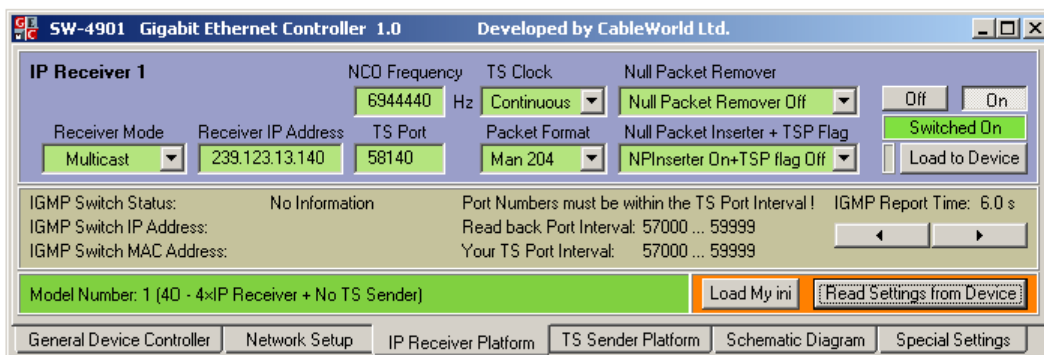 SW-4901 Gigabit Ethernet Controller 1.0 Developed by CableWorld Ltd.
IP Receiver 1 NCO Frequency TS Clock Null Packet Remover
6944440 Hz Continuous Null Packet Remover Off Off On
Receiver Mode Receiver IP Address TS Port Packet Format Null Packet Inserter + TSP Flag Switched On
Multicast 239.123.13.140 58140 Man 204 NPInserter On+TSP flag Off Load to Device
IGMP Switch Status: No Information Port Numbers must be within the TS Port Interval ! IGMP Report Time: 6.0 s
IGMP Switch IP Address: Read back Port Interval: 57000 ... 59999
IGMP Switch MAC Address: Your TS Port Interval: 57000 ... 59999
Model Number: 1 (40 - 4×IP Receiver + No TS Sender) Load My ini Read Settings from Device
General Device Controller Network Setup IP Receiver Platform TS Sender Platform Schematic Diagram Special Settings